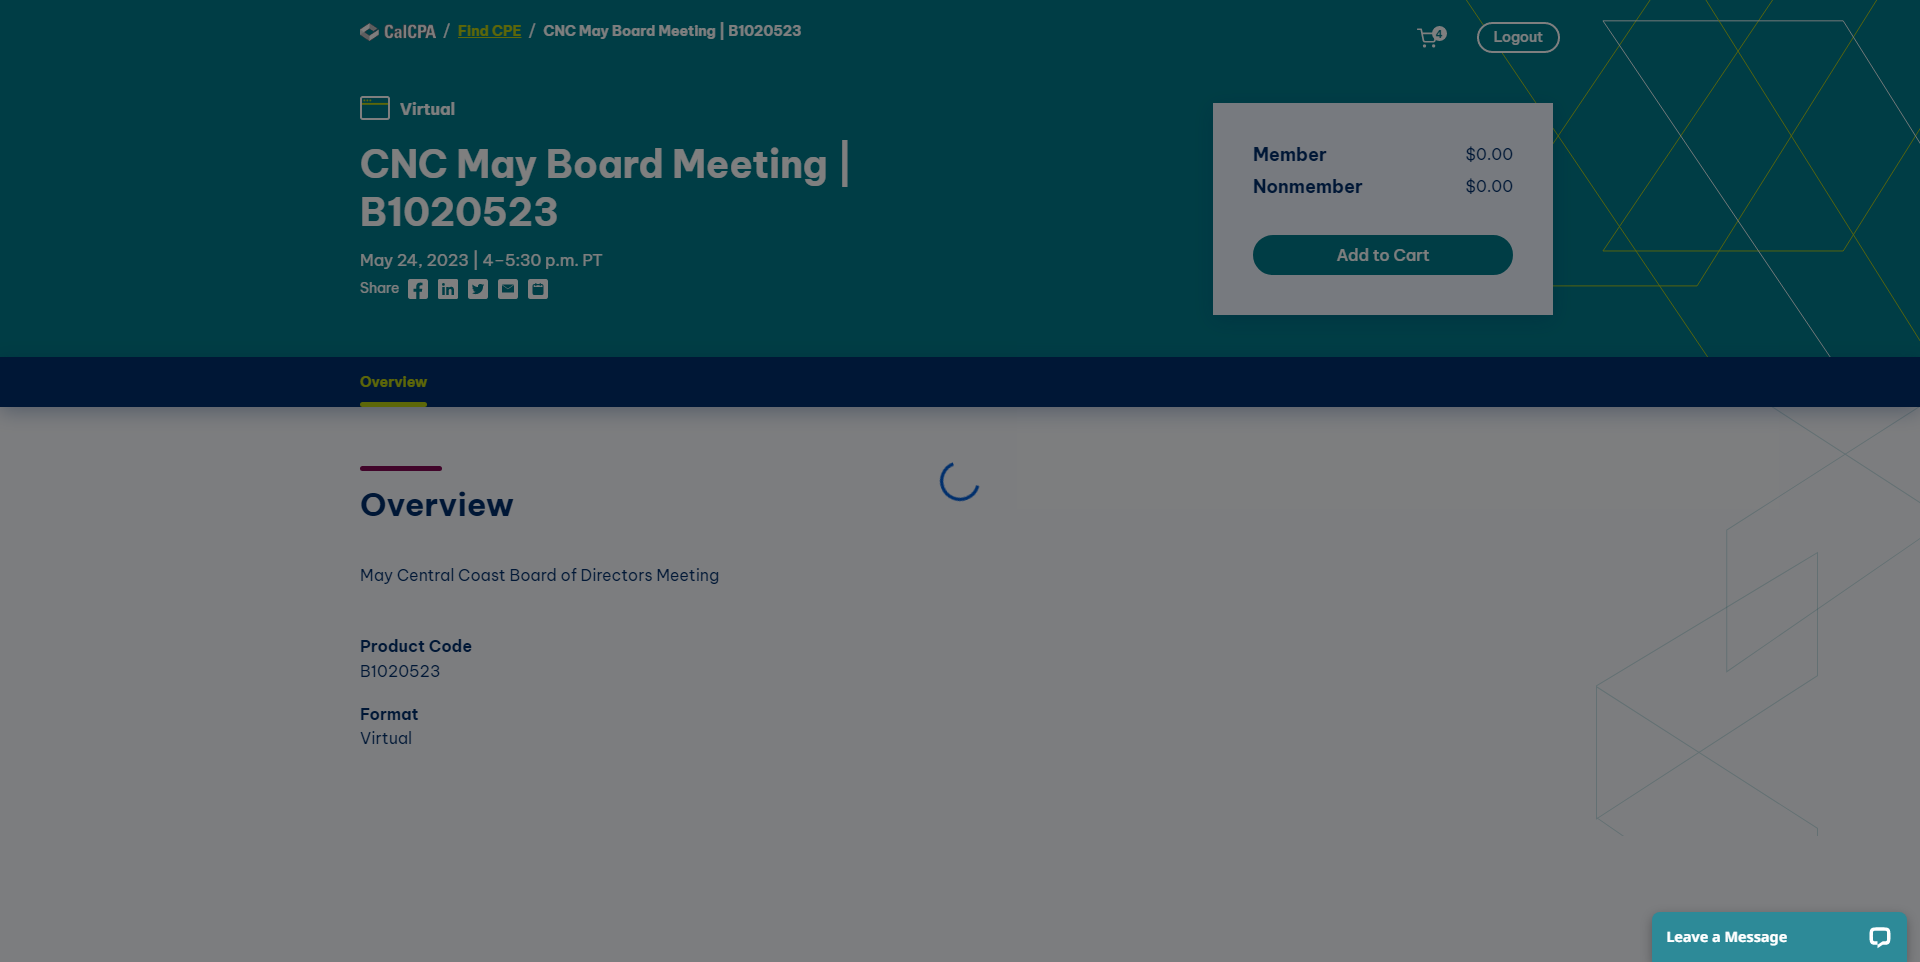 CalCPA / Find CPE / CNC May Board Meeting | B1020523
4
Logout
Virtual
CNC May Board Meeting |
B1020523
May 24, 2023 | 4–5:30 p.m. PT
Share
Member $0.00
Nonmember $0.00
Add to Cart
Overview
Overview
May Central Coast Board of Directors Meeting
Product Code
B1020523
Format
Virtual
Leave a Message